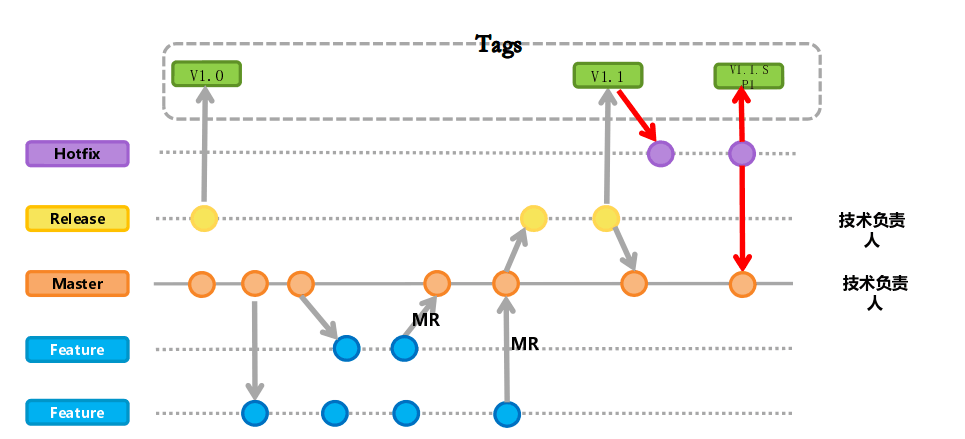 Tags
V1.0
V1.1
V1.1.S
P1
Hotfix
Release
技术负责
人
Master
技术负责
人
MR
Feature
MR
Feature